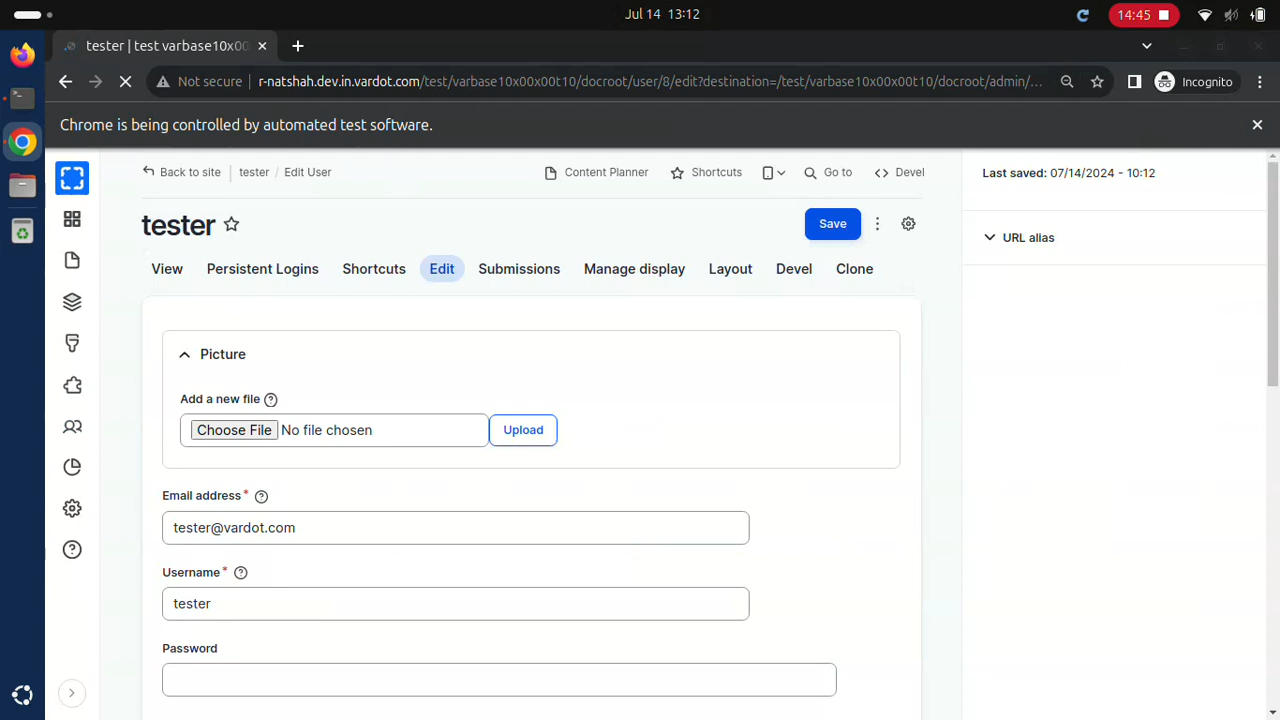 Jul 14 13:12
14:45
tester | test varbase10x00
Not secure r-natshah.dev.in.vardot.com/test/varbase10x00x00t10/docroot/user/8/edit?destination=/test/varbase10x00x00t10/docroot/admin/...
Incognito
Chrome is being controlled by automated test software.
Back to site tester / Edit User Content Planner Shortcuts Go to Devel
Last saved: 07/14/2024 - 10:12
tester Save
URL alias
View Persistent Logins Shortcuts Edit Submissions Manage display Layout Devel Clone
Picture
Add a new file ?
Choose File No file chosen Upload
Email address * ?
tester@vardot.com
Username * ?
tester
Password